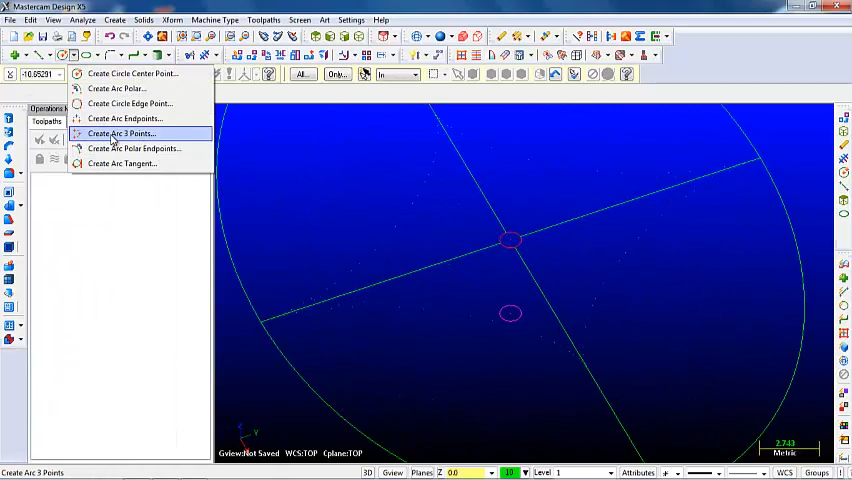 Mastercam Design X5
File Edit View Analyze Create Solids Xform Machine Type Toolpaths Screen Art Settings Help
X -10.65291 All... Only... In
Create Circle Center Point...
Create Arc Polar...
Create Circle Edge Point...
Create Arc Endpoints...
Create Arc 3 Points...
Create Arc Polar Endpoints...
Create Arc Tangent...
Operations M
Toolpaths
Z
Y
X
Gview:Not Saved WCS:TOP Cplane:TOP
2.743
Metric
Create Arc 3 Points
3D Gview Planes Z 0.0 10 Level 1 Attributes WCS Groups